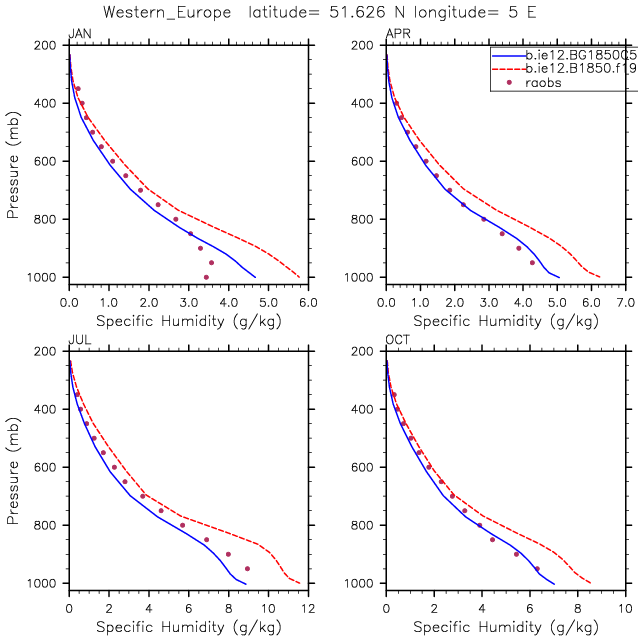 Western_Europe latitude= 51.626 N longitude= 5 E
JAN
200
400
600
800
1000
Pressure (mb)
0.0 1.0 2.0 3.0 4.0 5.0 6.0
Specific Humidity (g/kg)
APR
b.ie12.BG1850C5
b.ie12.B1850.f19
raobs
200
400
600
800
1000
0.0 1.0 2.0 3.0 4.0 5.0 6.0 7.0
Specific Humidity (g/kg)
JUL
200
400
600
800
1000
Pressure (mb)
0 2 4 6 8 10 12
Specific Humidity (g/kg)
OCT
200
400
600
800
1000
0 2 4 6 8 10
Specific Humidity (g/kg)